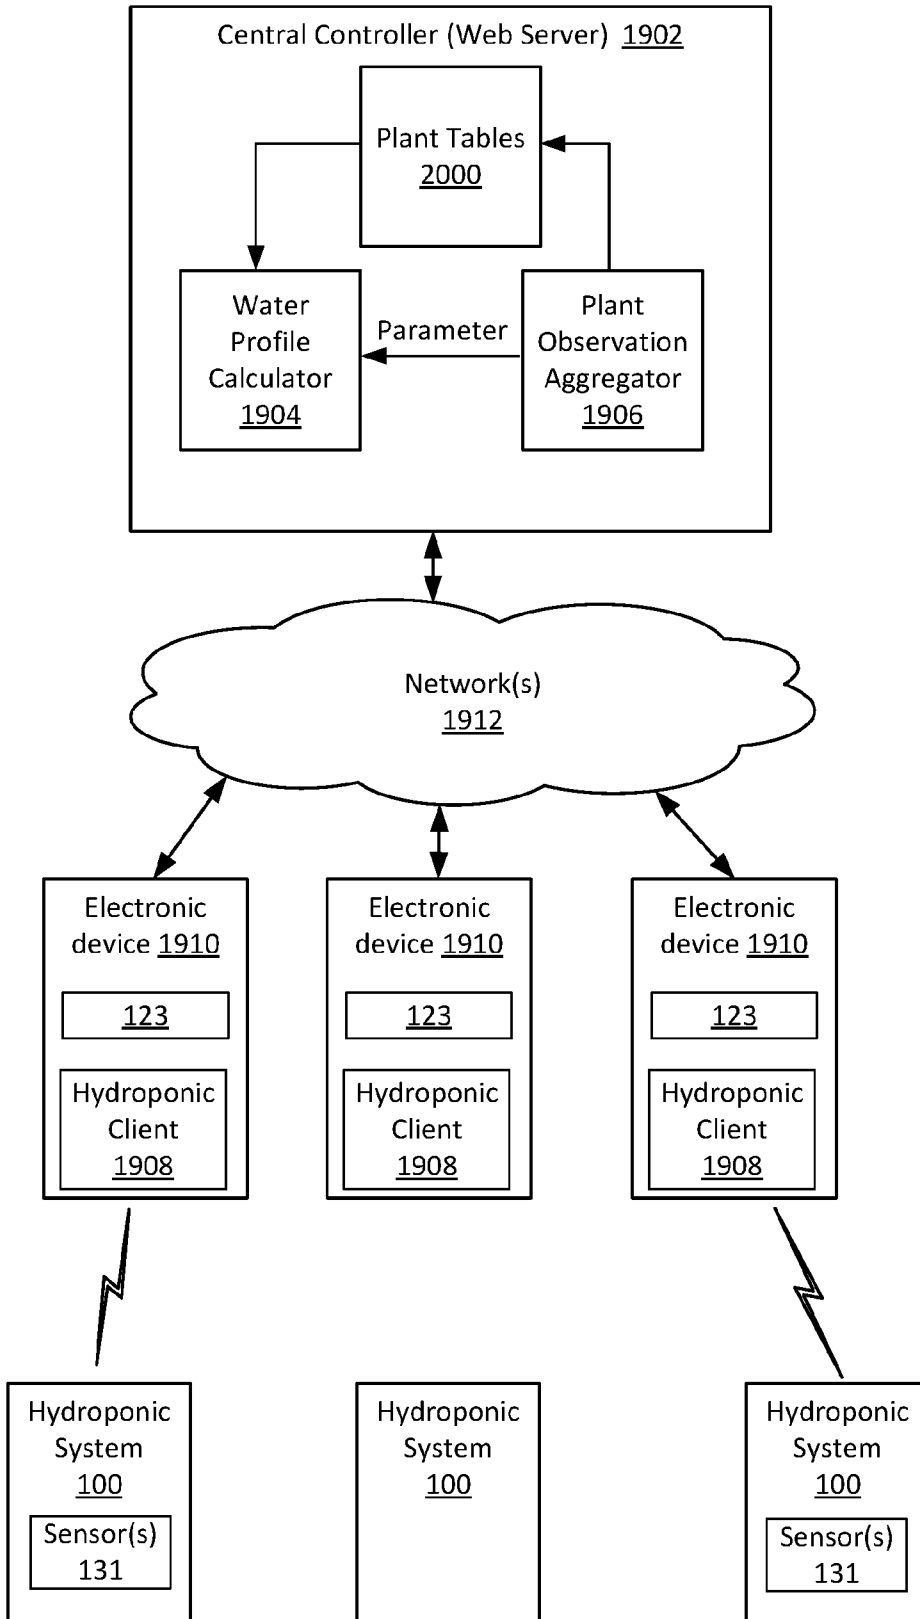 Central Controller (Web Server) 1902
Plant Tables
2000
Water
Profile
Calculator
1904
Parameter
Plant
Observation
Aggregator
1906
Network(s)
1912
Electronic
device 1910
123
Hydroponic
Client
1908
Electronic
device 1910
123
Hydroponic
Client
1908
Electronic
device 1910
123
Hydroponic
Client
1908
Hydroponic
System
100
Sensor(s)
131
Hydroponic
System
100
Hydroponic
System
100
Sensor(s)
131